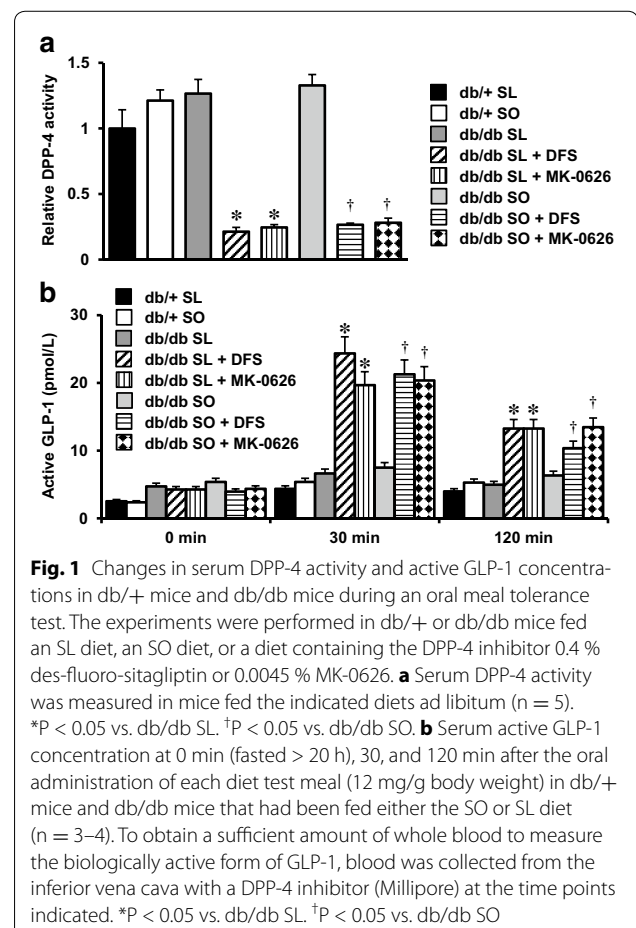 a
Relative DPP-4 activity
1.5
1
0.5
0
* * † †
db/+ SL
db/+ SO
db/db SL
db/db SL + DFS
db/db SL + MK-0626
db/db SO
db/db SO + DFS
db/db SO + MK-0626
b
Active GLP-1 (pmol/L)
30
20
10
0
db/+ SL
db/+ SO
db/db SL
db/db SL + DFS
db/db SL + MK-0626
db/db SO
db/db SO + DFS
db/db SO + MK-0626
* * † †
* * † †
0 min 30 min 120 min
Fig. 1 Changes in serum DPP-4 activity and active GLP-1 concentra-
tions in db/+ mice and db/db mice during an oral meal tolerance
test. The experiments were performed in db/+ or db/db mice fed
an SL diet, an SO diet, or a diet containing the DPP-4 inhibitor 0.4 %
des-fluoro-sitagliptin or 0.0045 % MK-0626. a Serum DPP-4 activity
was measured in mice fed the indicated diets ad libitum (n = 5).
*P < 0.05 vs. db/db SL. †P < 0.05 vs. db/db SO. b Serum active GLP-1
concentration at 0 min (fasted > 20 h), 30, and 120 min after the oral
administration of each diet test meal (12 mg/g body weight) in db/+
mice and db/db mice that had been fed either the SO or SL diet
(n = 3–4). To obtain a sufficient amount of whole blood to measure
the biologically active form of GLP-1, blood was collected from the
inferior vena cava with a DPP-4 inhibitor (Millipore) at the time points
indicated. *P < 0.05 vs. db/db SL. †P < 0.05 vs. db/db SO